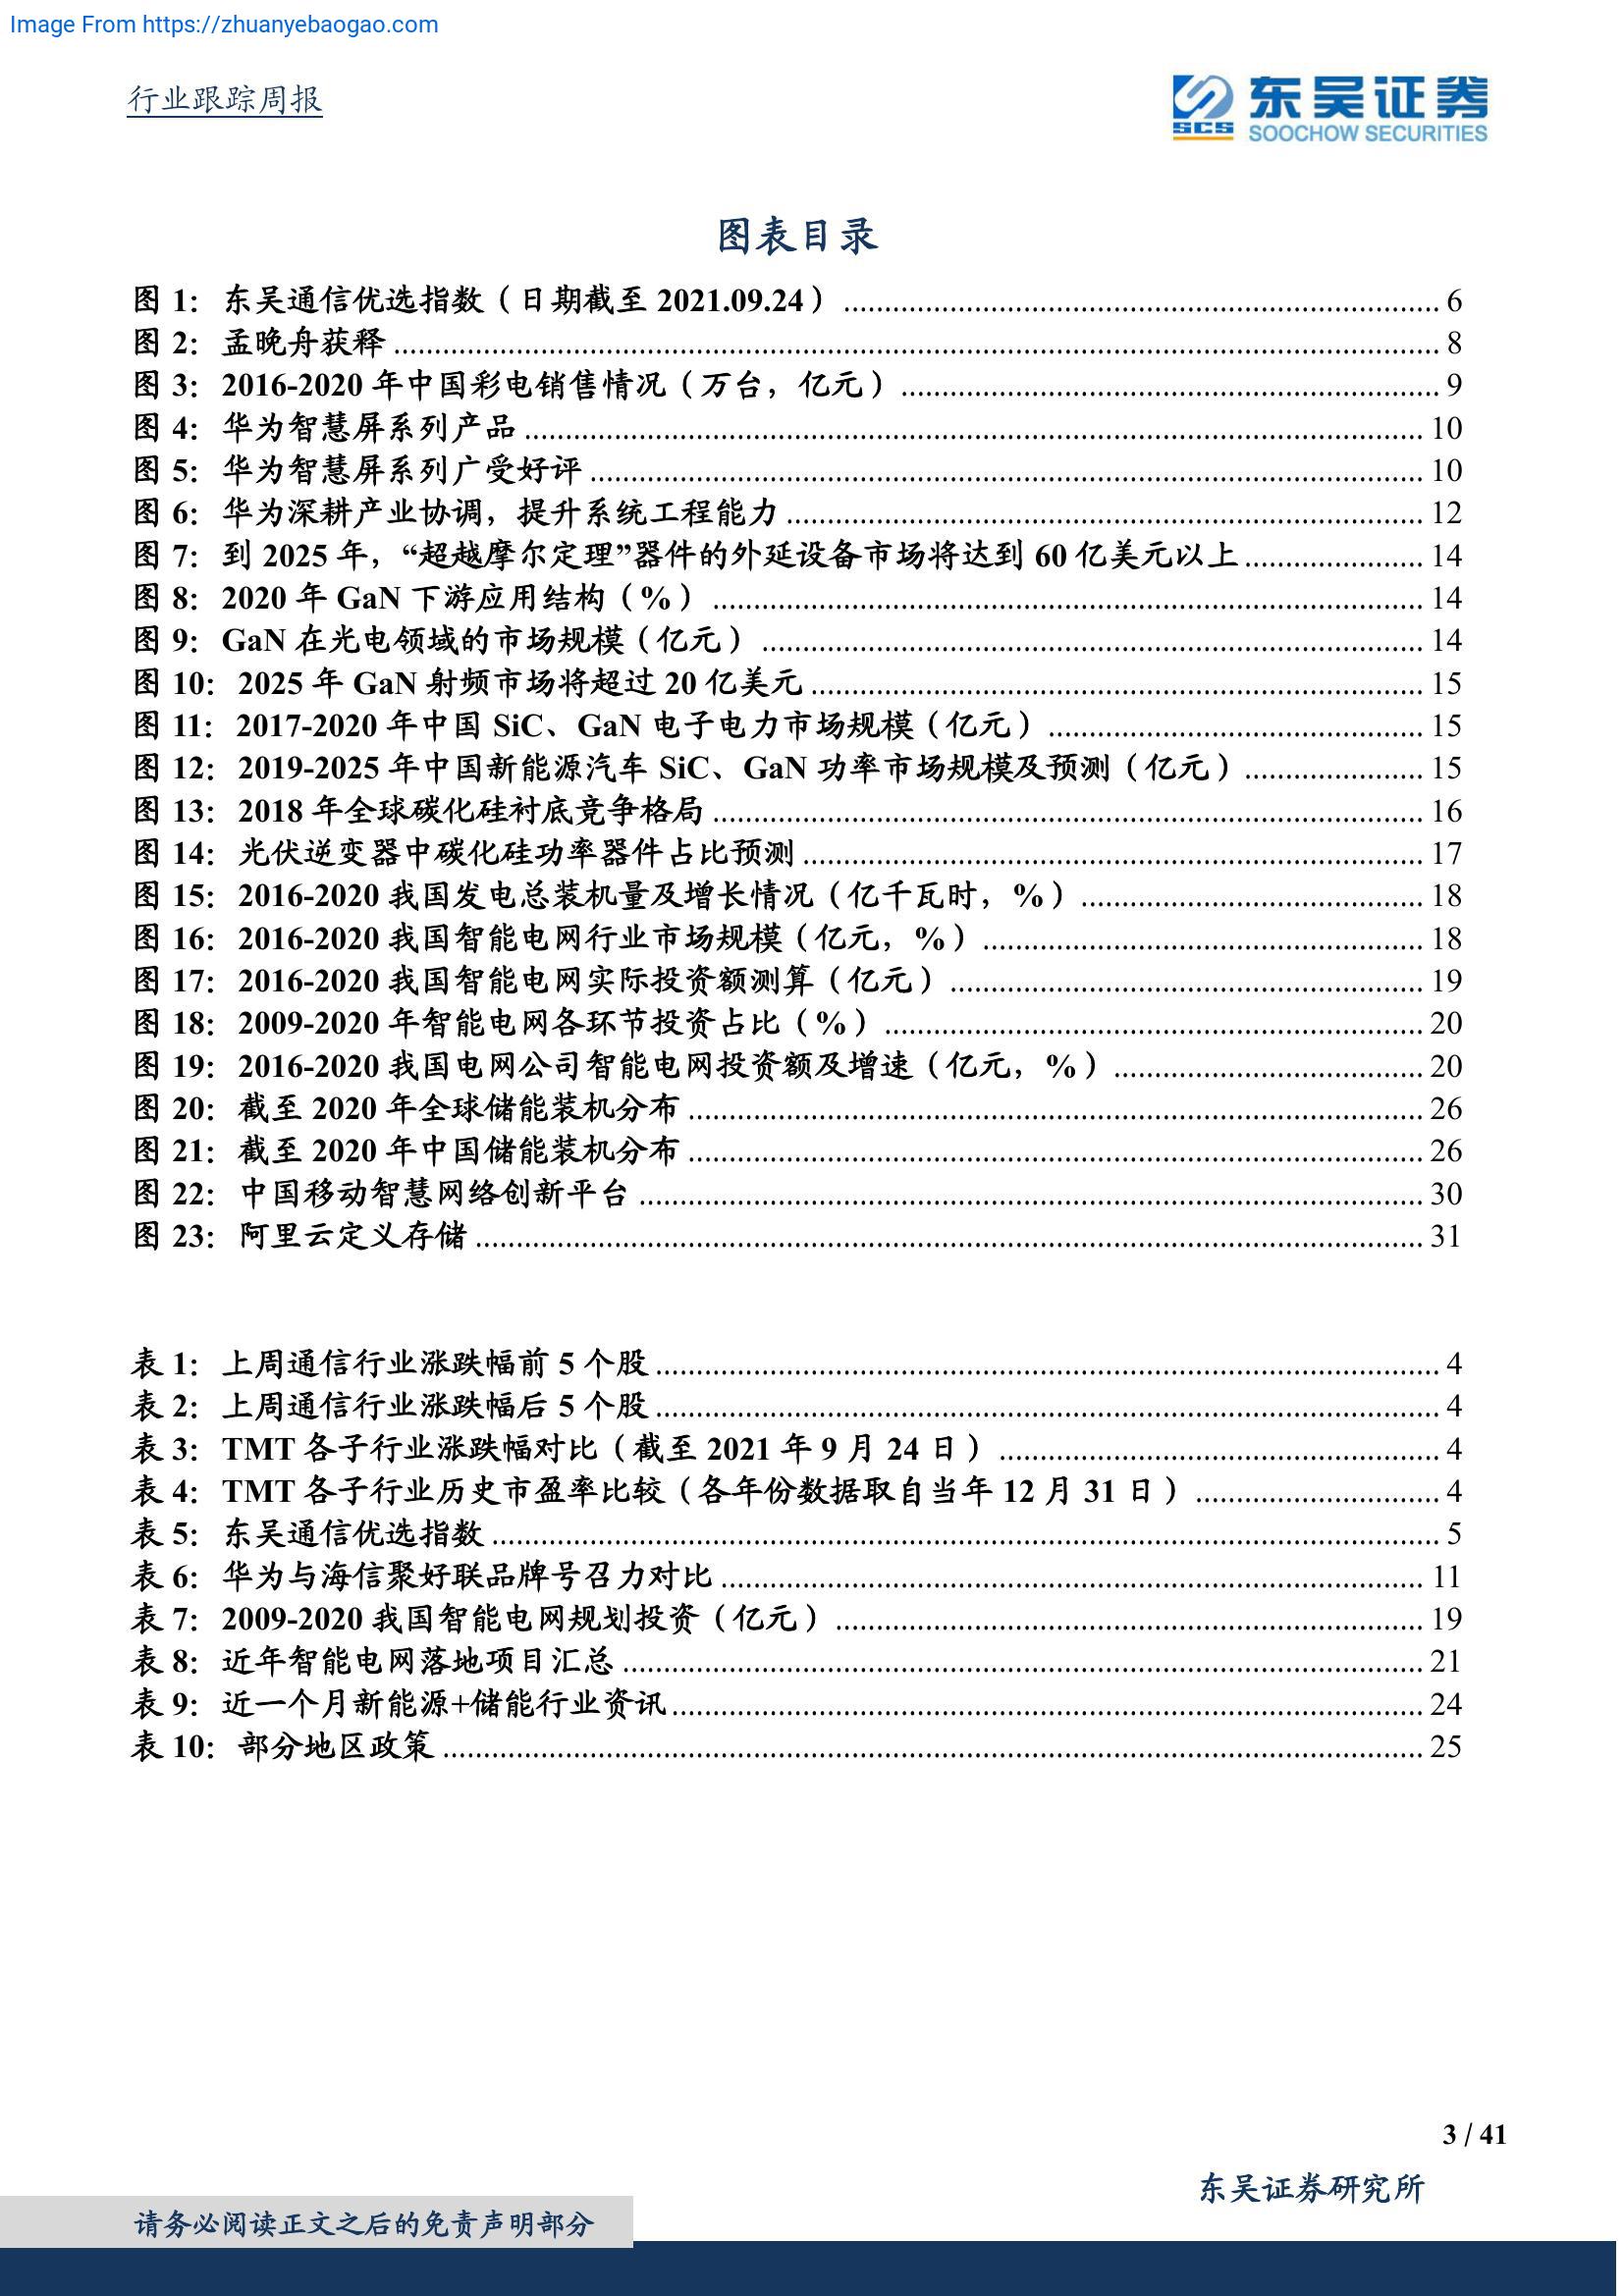 Image From https://zhuanyebaogao.com
行业跟踪周报
SCS 东吴证券
SOOCHOW SECURITIES
图表目录
图 1: 东吴通信优选指数（日期截至 2021.09.24） 6
图 2: 孟晚舟获释 8
图 3: 2016-2020 年中国彩电销售情况（万台，亿元） 9
图 4: 华为智慧屏系列产品 10
图 5: 华为智慧屏系列广受好评 10
图 6: 华为深耕产业协调，提升系统工程能力 12
图 7: 到 2025 年，“超越摩尔定理”器件的外延设备市场将达到 60 亿美元以上 14
图 8: 2020 年 GaN 下游应用结构（%） 14
图 9: GaN 在光电领域的市场规模（亿元） 14
图 10: 2025 年 GaN 射频市场将超过 20 亿美元 15
图 11: 2017-2020 年中国 SiC、GaN 电子电力市场规模（亿元） 15
图 12: 2019-2025 年中国新能源汽车 SiC、GaN 功率市场规模及预测（亿元） 15
图 13: 2018 年全球碳化硅衬底竞争格局 16
图 14: 光伏逆变器中碳化硅功率器件占比预测 17
图 15: 2016-2020 我国发电总装机量及增长情况（亿千瓦时，%） 18
图 16: 2016-2020 我国智能电网行业市场规模（亿元，%） 18
图 17: 2016-2020 我国智能电网实际投资额测算（亿元） 19
图 18: 2009-2020 年智能电网各环节投资占比（%） 20
图 19: 2016-2020 我国电网公司智能电网投资额及增速（亿元，%） 20
图 20: 截至 2020 年全球储能装机分布 26
图 21: 截至 2020 年中国储能装机分布 26
图 22: 中国移动智慧网络创新平台 30
图 23: 阿里云定义存储 31
表 1: 上周通信行业涨跌幅前 5 个股 4
表 2: 上周通信行业涨跌幅后 5 个股 4
表 3: TMT 各子行业涨跌幅对比（截至 2021 年 9 月 24 日） 4
表 4: TMT 各子行业历史市盈率比较（各年份数据取自当年 12 月 31 日） 4
表 5: 东吴通信优选指数 5
表 6: 华为与海信聚好联品牌号召力对比 11
表 7: 2009-2020 我国智能电网规划投资（亿元） 19
表 8: 近年智能电网落地项目汇总 21
表 9: 近一个月新能源+储能行业资讯 24
表 10: 部分地区政策 25
3 / 41
东吴证券研究所
请务必阅读正文之后的免责声明部分